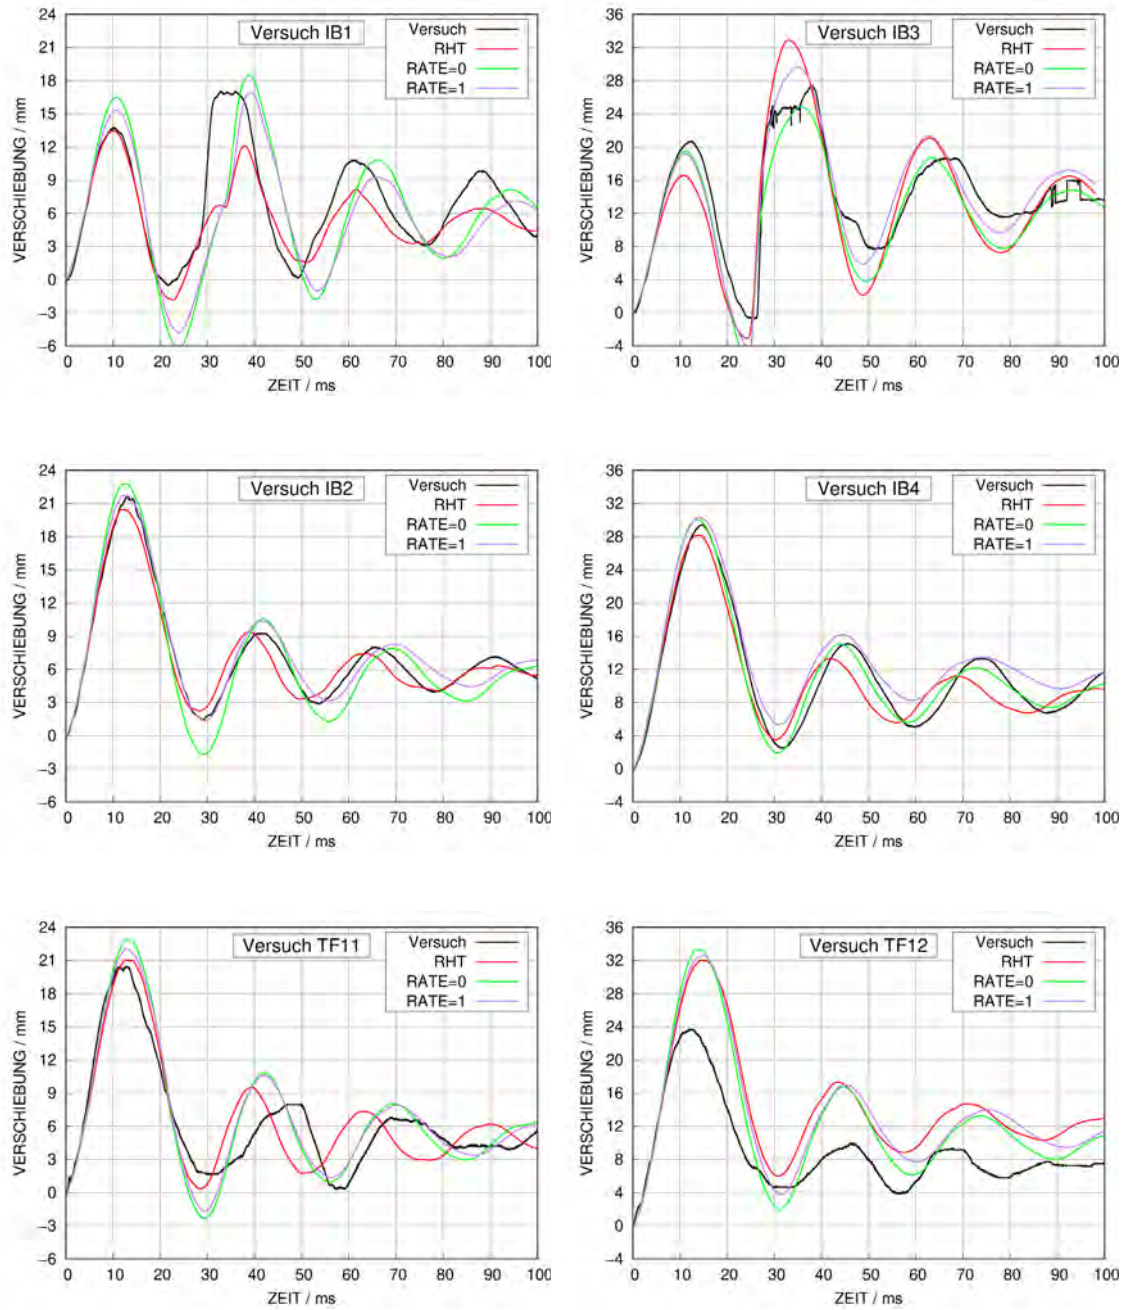 Versuch IB1
Versuch
RHT
RATE=0
RATE=1
VERSCHIEBUNG / mm
24
21
18
15
12
9
6
3
0
−3
−6
0 10 20 30 40 50 60 70 80 90 100
ZEIT / ms
Versuch IB3
Versuch
RHT
RATE=0
RATE=1
VERSCHIEBUNG / mm
36
32
28
24
20
16
12
8
4
0
−4
0 10 20 30 40 50 60 70 80 90 100
ZEIT / ms
Versuch IB2
Versuch
RHT
RATE=0
RATE=1
VERSCHIEBUNG / mm
24
21
18
15
12
9
6
3
0
−3
−6
0 10 20 30 40 50 60 70 80 90 100
ZEIT / ms
Versuch IB4
Versuch
RHT
RATE=0
RATE=1
VERSCHIEBUNG / mm
36
32
28
24
20
16
12
8
4
0
−4
0 10 20 30 40 50 60 70 80 90 100
ZEIT / ms
Versuch TF11
Versuch
RHT
RATE=0
RATE=1
VERSCHIEBUNG / mm
24
21
18
15
12
9
6
3
0
−3
−6
0 10 20 30 40 50 60 70 80 90 100
ZEIT / ms
Versuch TF12
Versuch
RHT
RATE=0
RATE=1
VERSCHIEBUNG / mm
36
32
28
24
20
16
12
8
4
0
−4
0 10 20 30 40 50 60 70 80 90 100
ZEIT / ms